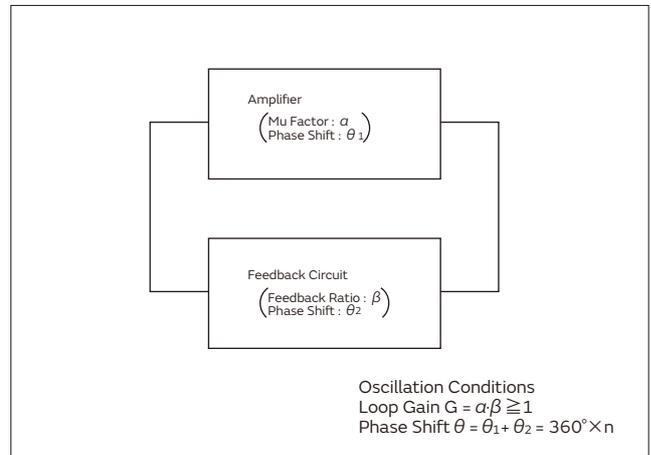 Amplifier
(Mu Factor : α
Phase Shift : θ1)
Feedback Circuit
(Feedback Ratio : β
Phase Shift : θ2)
Oscillation Conditions
Loop Gain G = α·β ≧ 1
Phase Shift θ = θ1+ θ2 = 360°×n